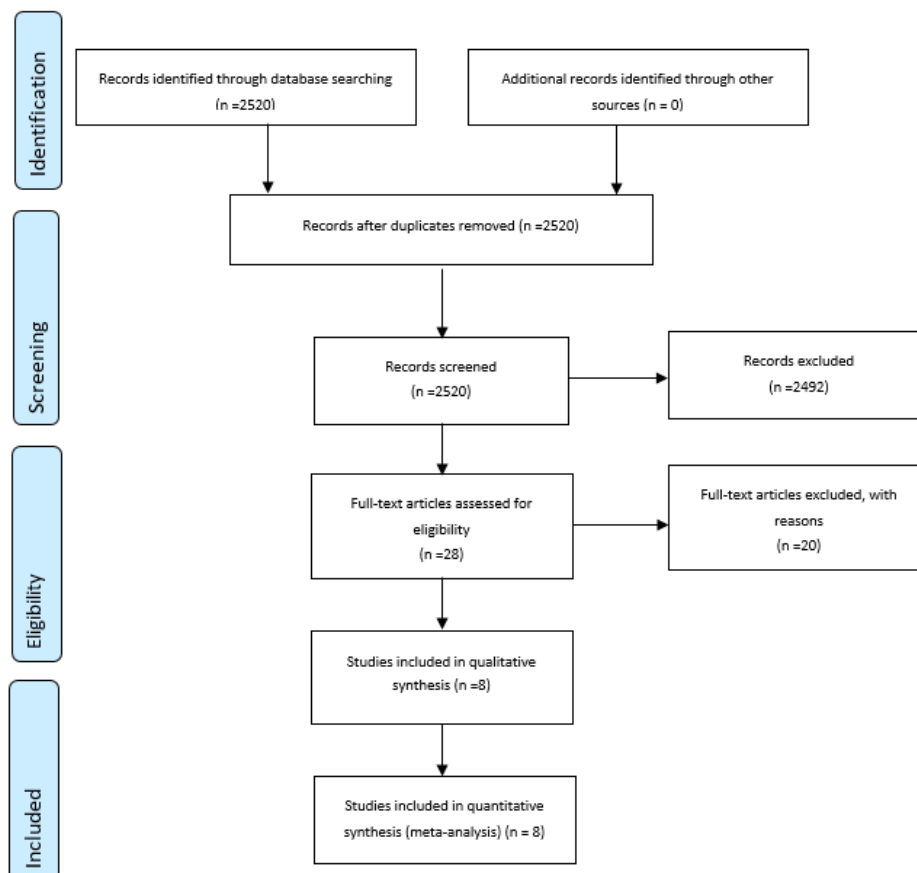 Identification
Records identified through database searching
(n =2520)
Additional records identified through other
sources (n = 0)
Records after duplicates removed (n =2520)
Screening
Records screened
(n =2520)
Records excluded
(n =2492)
Eligibility
Full-text articles assessed for
eligibility
(n =28)
Full-text articles excluded, with
reasons
(n =20)
Studies included in qualitative
synthesis (n =8)
Included
Studies included in quantitative
synthesis (meta-analysis) (n = 8)